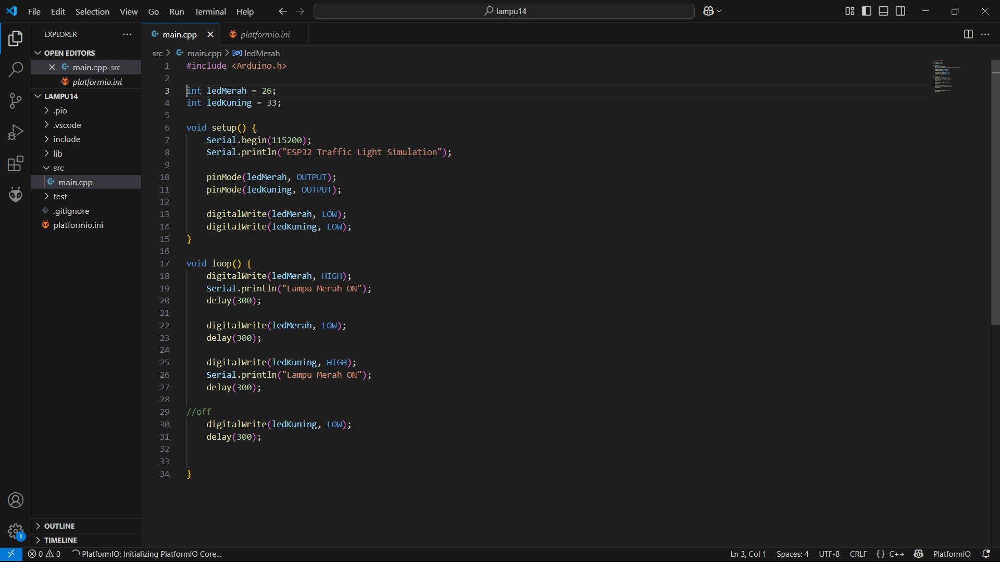 File Edit Selection View Go Run Terminal Help
lampu14
EXPLORER
OPEN EDITORS
main.cpp src
platformio.ini
LAMPU14
.pio
.vscode
include
lib
src
main.cpp
test
.gitignore
platformio.ini
OUTLINE
TIMELINE
main.cpp
platformio.ini
src > main.cpp > ledMerah
1 #include <Arduino.h>
2
3 int ledMerah = 26;
4 int ledKuning = 33;
5
6 void setup() {
7     Serial.begin(115200);
8     Serial.println("ESP32 Traffic Light Simulation");
9
10     pinMode(ledMerah, OUTPUT);
11     pinMode(ledKuning, OUTPUT);
12
13     digitalWrite(ledMerah, LOW);
14     digitalWrite(ledKuning, LOW);
15 }
16
17 void loop() {
18     digitalWrite(ledMerah, HIGH);
19     Serial.println("Lampu Merah ON");
20     delay(300);
21
22     digitalWrite(ledMerah, LOW);
23     delay(300);
24
25     digitalWrite(ledKuning, HIGH);
26     Serial.println("Lampu Merah ON");
27     delay(300);
28
29 //off
30     digitalWrite(ledKuning, LOW);
31     delay(300);
32
33
34 }
1
0 0 PlatformIO: Initializing PlatformIO Core...
Ln 3, Col 1 Spaces: 4 UTF-8 CRLF {} C++ PlatformIO